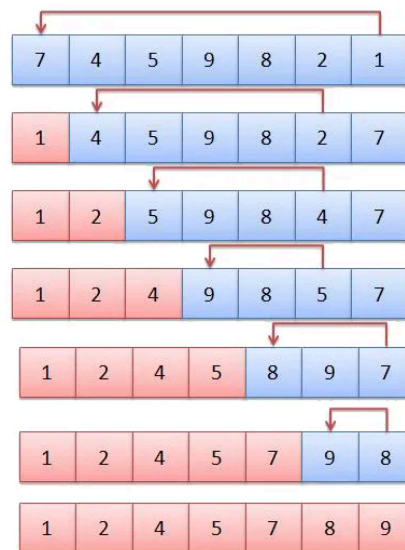 7 4 5 9 8 2 1
1 4 5 9 8 2 7
1 2 5 9 8 4 7
1 2 4 9 8 5 7
1 2 4 5 8 9 7
1 2 4 5 7 9 8
1 2 4 5 7 8 9